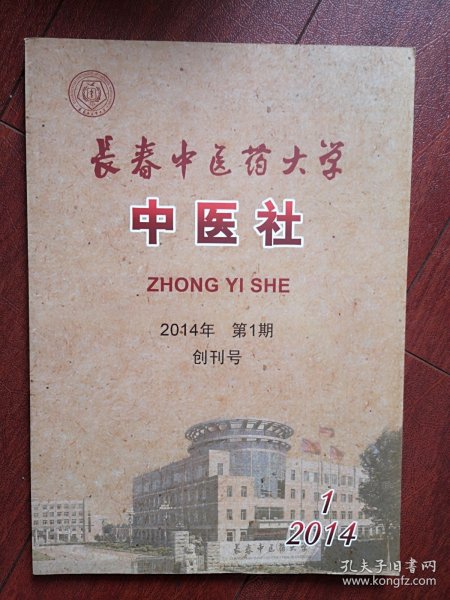 长春中医药大学
中医社
ZHONG YI SHE
2014年 第1期
创刊号
1
2014
长春中医药大学
孔夫子旧书网
www.kongfz.com